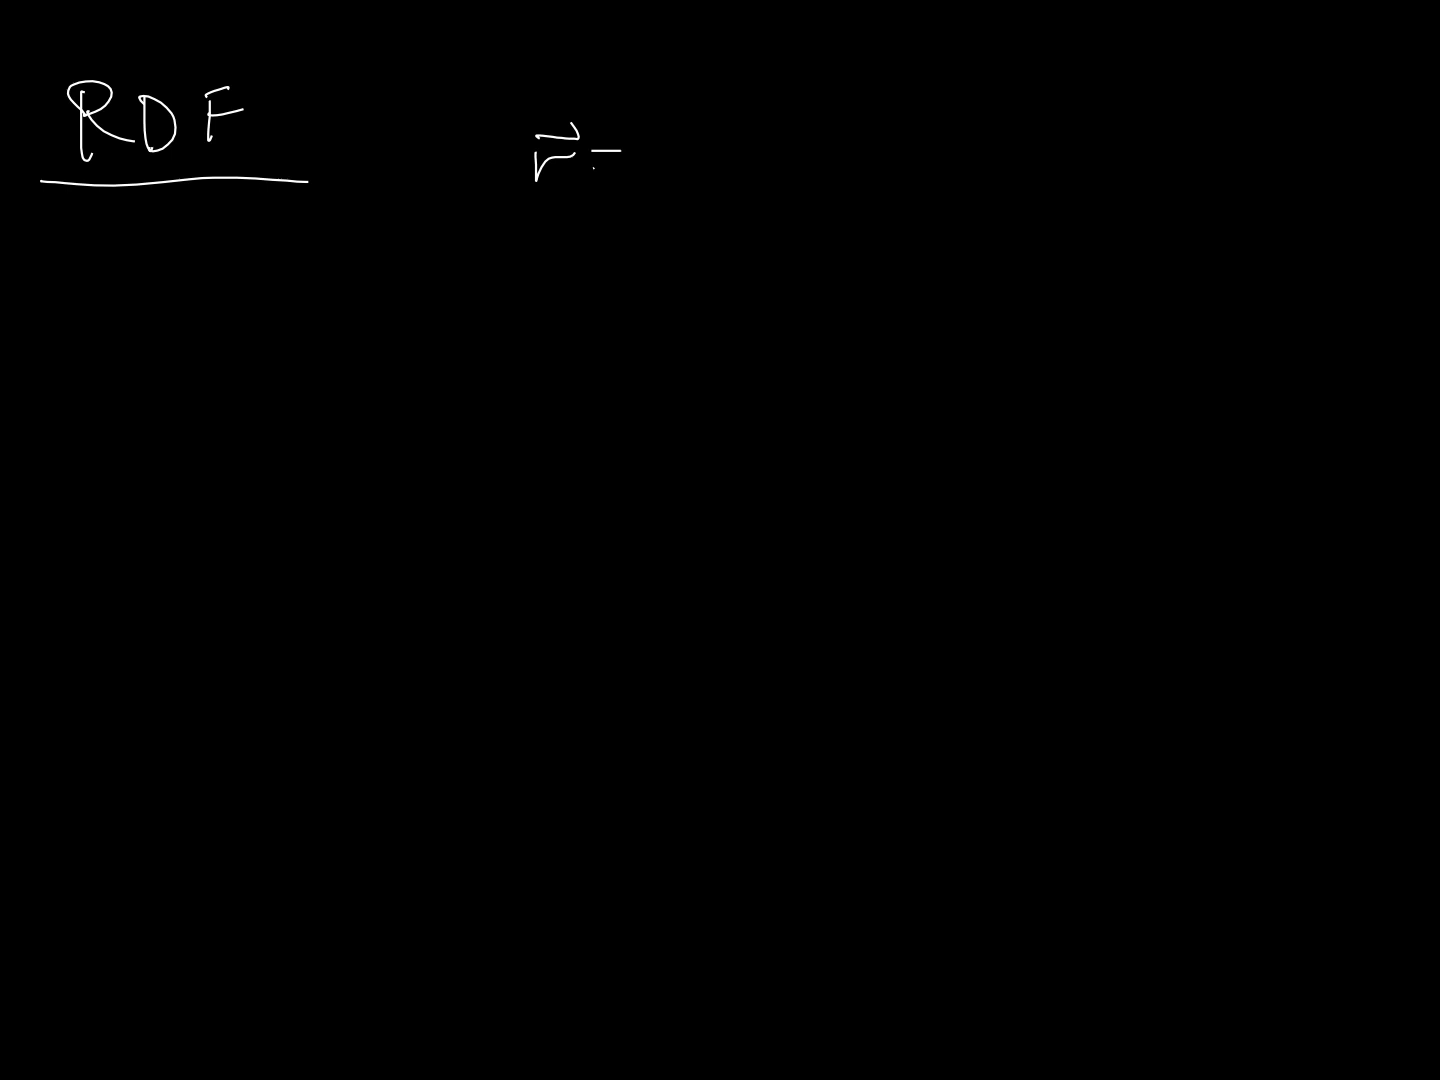 RDF
r⃗ =